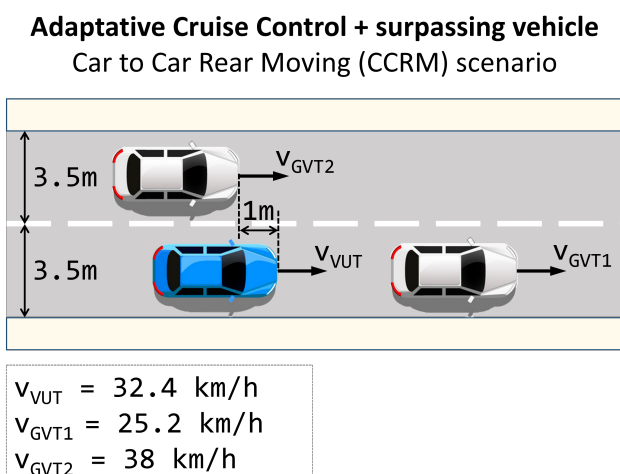 Adaptative Cruise Control + surpassing vehicle
Car to Car Rear Moving (CCRM) scenario
3.5m
vGVT2
1m
3.5m
vVUT
vGVT1
vVUT = 32.4 km/h
vGVT1 = 25.2 km/h
vGVT2 = 38 km/h